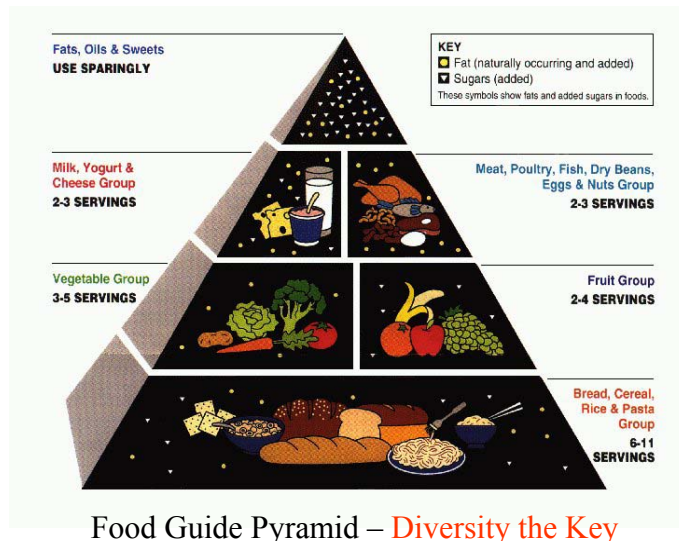 Fats, Oils & Sweets
USE SPARINGLY
KEY
Fat (naturally occurring and added)
Sugars (added)
These symbols show fats and added sugars in foods.
Milk, Yogurt &
Cheese Group
2-3 SERVINGS
Meat, Poultry, Fish, Dry Beans,
Eggs & Nuts Group
2-3 SERVINGS
Vegetable Group
3-5 SERVINGS
Fruit Group
2-4 SERVINGS
Bread, Cereal,
Rice & Pasta
Group
6-11
SERVINGS
Food Guide Pyramid – Diversity the Key